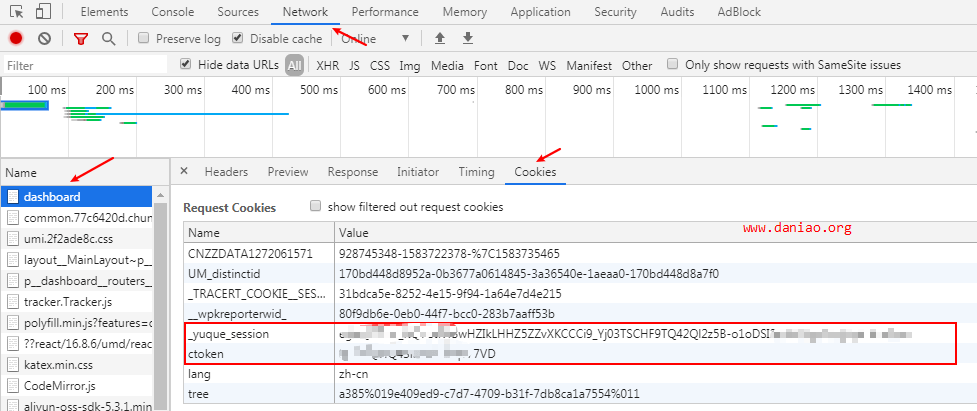 Elements Console Sources Network Performance Memory Application Security Audits AdBlock
Preserve log Disable cache Online
Filter Hide data URLs All XHR JS CSS Img Media Font Doc WS Manifest Other Only show requests with SameSite issues
100 ms 200 ms 300 ms 400 ms 500 ms 600 ms 700 ms 800 ms 900 ms 1000 ms 1100 ms 1200 ms 1300 ms 1400 ms
Name
dashboard
common.77c6420d.chun
umi.2f2ade8c.css
layout__MainLayout~p__
p__dashboard__routers_
tracker.Tracker.js
polyfill.min.js?features=c
??react/16.8.6/umd/react
katex.min.css
CodeMirror.js
aliyun-oss-sdk-5.3.1.min
Headers Preview Response Initiator Timing Cookies
Request Cookies show filtered out request cookies
Name Value
www.daniao.org
CNZZDATA1272061571 928745348-1583722378-%7C1583735465
UM_distinctid 170bd448d8952a-0b3677a0614845-3a36540e-1aeaa0-170bd448d8a7f0
_TRACERT_COOKIE__SES... 31bdca5e-8252-4e15-9f94-1a64e7d4e215
__wpkreporterwid_ 80f9db6e-0eb0-44f7-bcc0-283b7aaff53b
_yuque_session wHZIkLHHZ5ZZvXKCCCi9_Yj03TSCHF9TQ42Ql2z5B-o1oDSI
ctoken 7VD
lang zh-cn
tree a385%019e409ed9-c7d7-4709-b31f-7db8ca1a7554%011